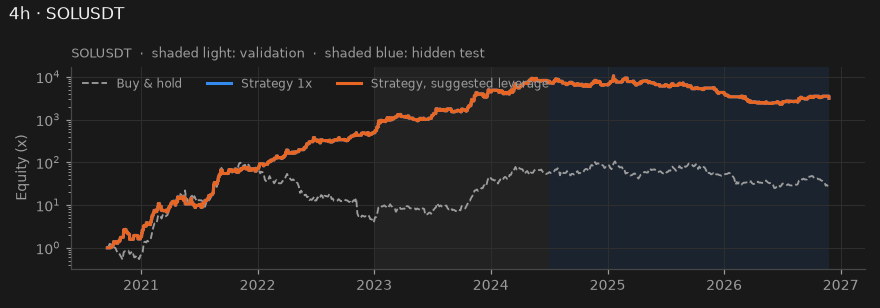 4h · SOLUSDT
SOLUSDT · shaded light: validation · shaded blue: hidden test
Buy & hold Strategy 1x Strategy, suggested leverage
Equity (x)
10⁴
10³
10²
10¹
10⁰
2021 2022 2023 2024 2025 2026 2027